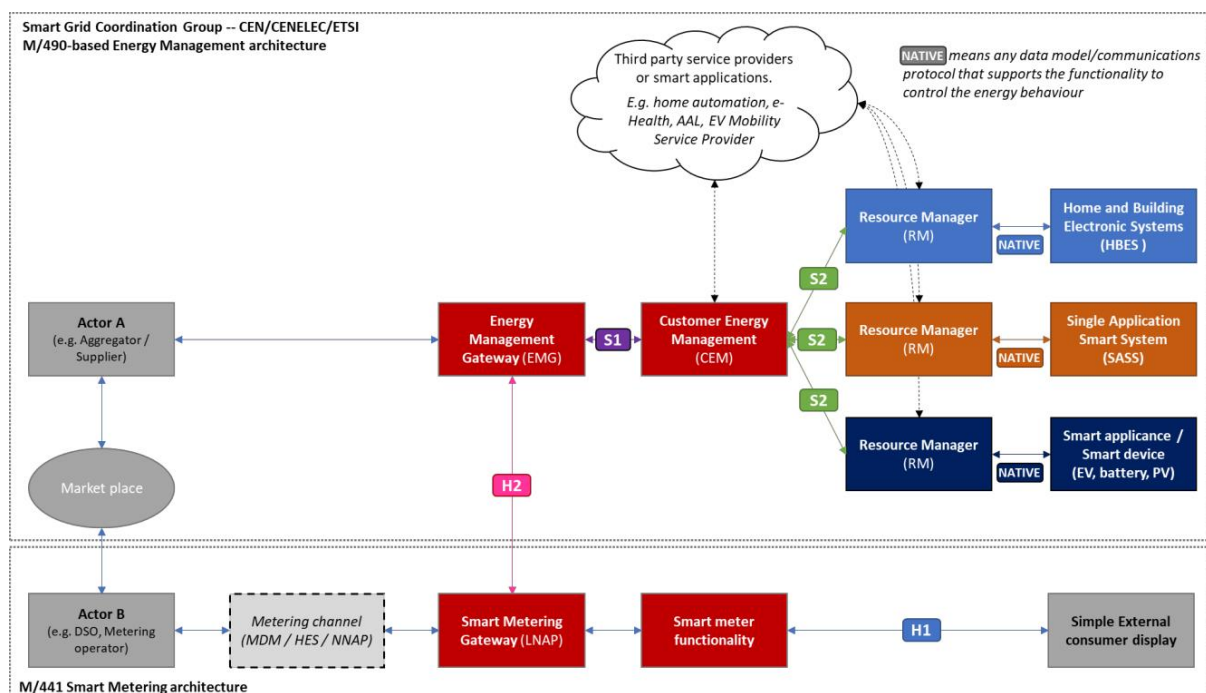 Smart Grid Coordination Group -- CEN/CENELEC/ETSI
M/490-based Energy Management architecture
Third party service providers
or smart applications.
E.g. home automation, e-
Health, AAL, EV Mobility
Service Provider
NATIVE means any data model/communications
protocol that supports the functionality to
control the energy behaviour
Resource Manager
(RM)
NATIVE
Home and Building
Electronic Systems
(HBES )
S2
Actor A
(e.g. Aggregator /
Supplier)
Energy
Management
Gateway (EMG)
S1
Customer Energy
Management
(CEM)
S2
Resource Manager
(RM)
NATIVE
Single Application
Smart System
(SASS)
S2
Resource Manager
(RM)
NATIVE
Smart applicance /
Smart device
(EV, battery, PV)
Market place
H2
Actor B
(e.g. DSO, Metering
operator)
Metering channel
(MDM / HES / NNAP)
Smart Metering
Gateway (LNAP)
Smart meter
functionality
H1
Simple External
consumer display
M/441 Smart Metering architecture